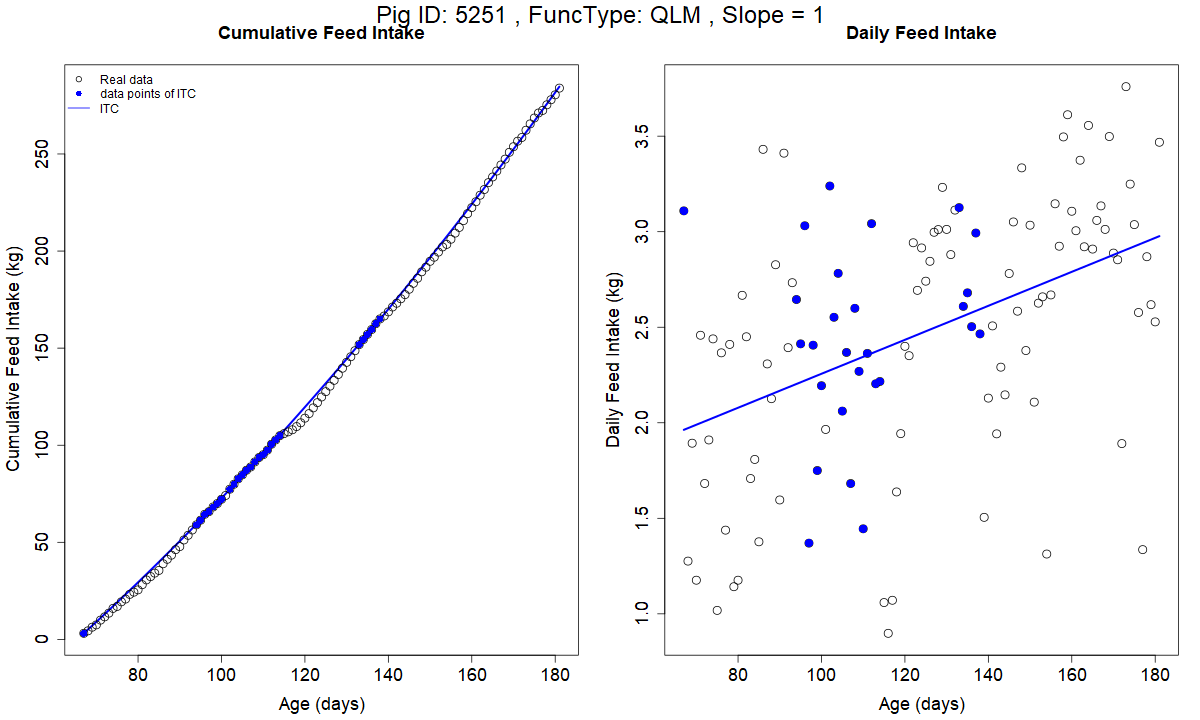 Pig ID: 5251 , FuncType: QLM , Slope = 1
Cumulative Feed Intake
Daily Feed Intake
Real data
data points of ITC
ITC
Cumulative Feed Intake (kg)
0
50
100
150
200
250
80
100
120
140
160
180
Age (days)
Daily Feed Intake (kg)
1.0
1.5
2.0
2.5
3.0
3.5
80
100
120
140
160
180
Age (days)